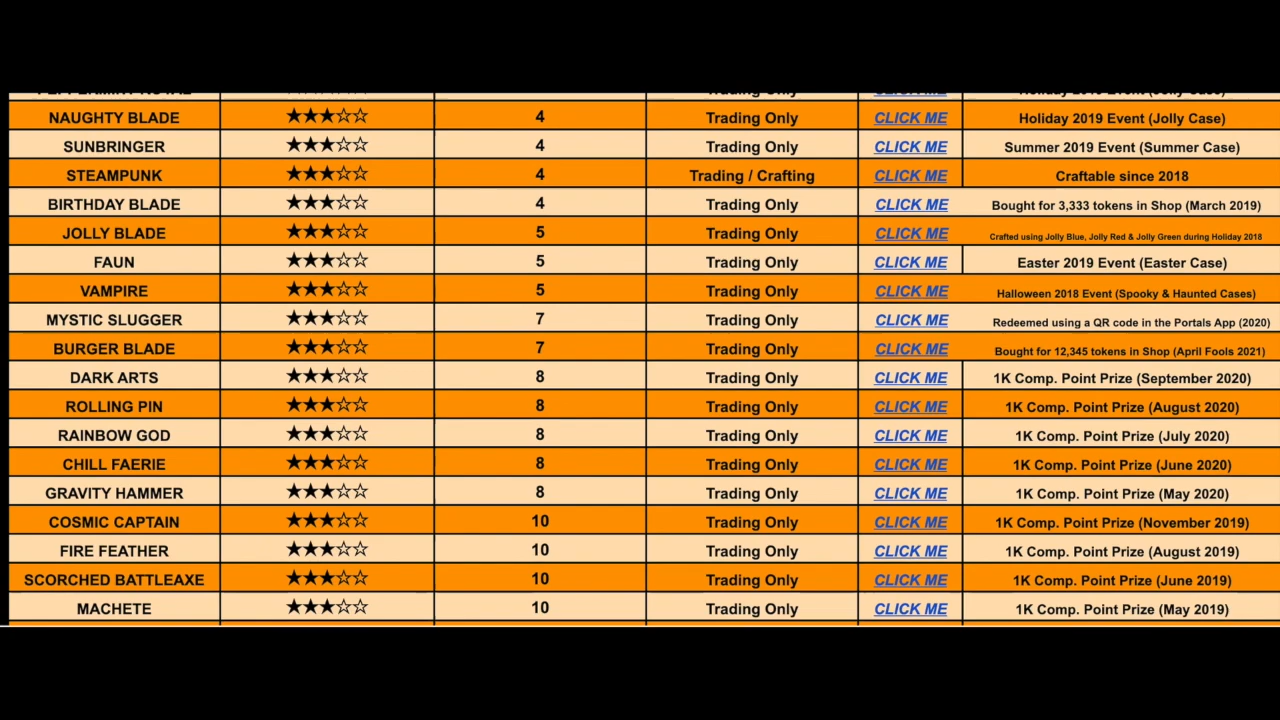 Trading Only CLICK ME
NAUGHTY BLADE ★★★☆☆ 4 Trading Only CLICK ME Holiday 2019 Event (Jolly Case)
SUNBRINGER ★★★☆☆ 4 Trading Only CLICK ME Summer 2019 Event (Summer Case)
STEAMPUNK ★★★☆☆ 4 Trading / Crafting CLICK ME Craftable since 2018
BIRTHDAY BLADE ★★★☆☆ 4 Trading Only CLICK ME Bought for 3,333 tokens in Shop (March 2019)
JOLLY BLADE ★★★☆☆ 5 Trading Only CLICK ME Crafted using Jolly Blue, Jolly Red & Jolly Green during Holiday 2018
FAUN ★★★☆☆ 5 Trading Only CLICK ME Easter 2019 Event (Easter Case)
VAMPIRE ★★★☆☆ 5 Trading Only CLICK ME Halloween 2018 Event (Spooky & Haunted Cases)
MYSTIC SLUGGER ★★★☆☆ 7 Trading Only CLICK ME Redeemed using a QR code in the Portals App (2020)
BURGER BLADE ★★★☆☆ 7 Trading Only CLICK ME Bought for 12,345 tokens in Shop (April Fools 2021)
DARK ARTS ★★★☆☆ 8 Trading Only CLICK ME 1K Comp. Point Prize (September 2020)
ROLLING PIN ★★★☆☆ 8 Trading Only CLICK ME 1K Comp. Point Prize (August 2020)
RAINBOW GOD ★★★☆☆ 8 Trading Only CLICK ME 1K Comp. Point Prize (July 2020)
CHILL FAERIE ★★★☆☆ 8 Trading Only CLICK ME 1K Comp. Point Prize (June 2020)
GRAVITY HAMMER ★★★☆☆ 8 Trading Only CLICK ME 1K Comp. Point Prize (May 2020)
COSMIC CAPTAIN ★★★☆☆ 10 Trading Only CLICK ME 1K Comp. Point Prize (November 2019)
FIRE FEATHER ★★★☆☆ 10 Trading Only CLICK ME 1K Comp. Point Prize (August 2019)
SCORCHED BATTLEAXE ★★★☆☆ 10 Trading Only CLICK ME 1K Comp. Point Prize (June 2019)
MACHETE ★★★☆☆ 10 Trading Only CLICK ME 1K Comp. Point Prize (May 2019)